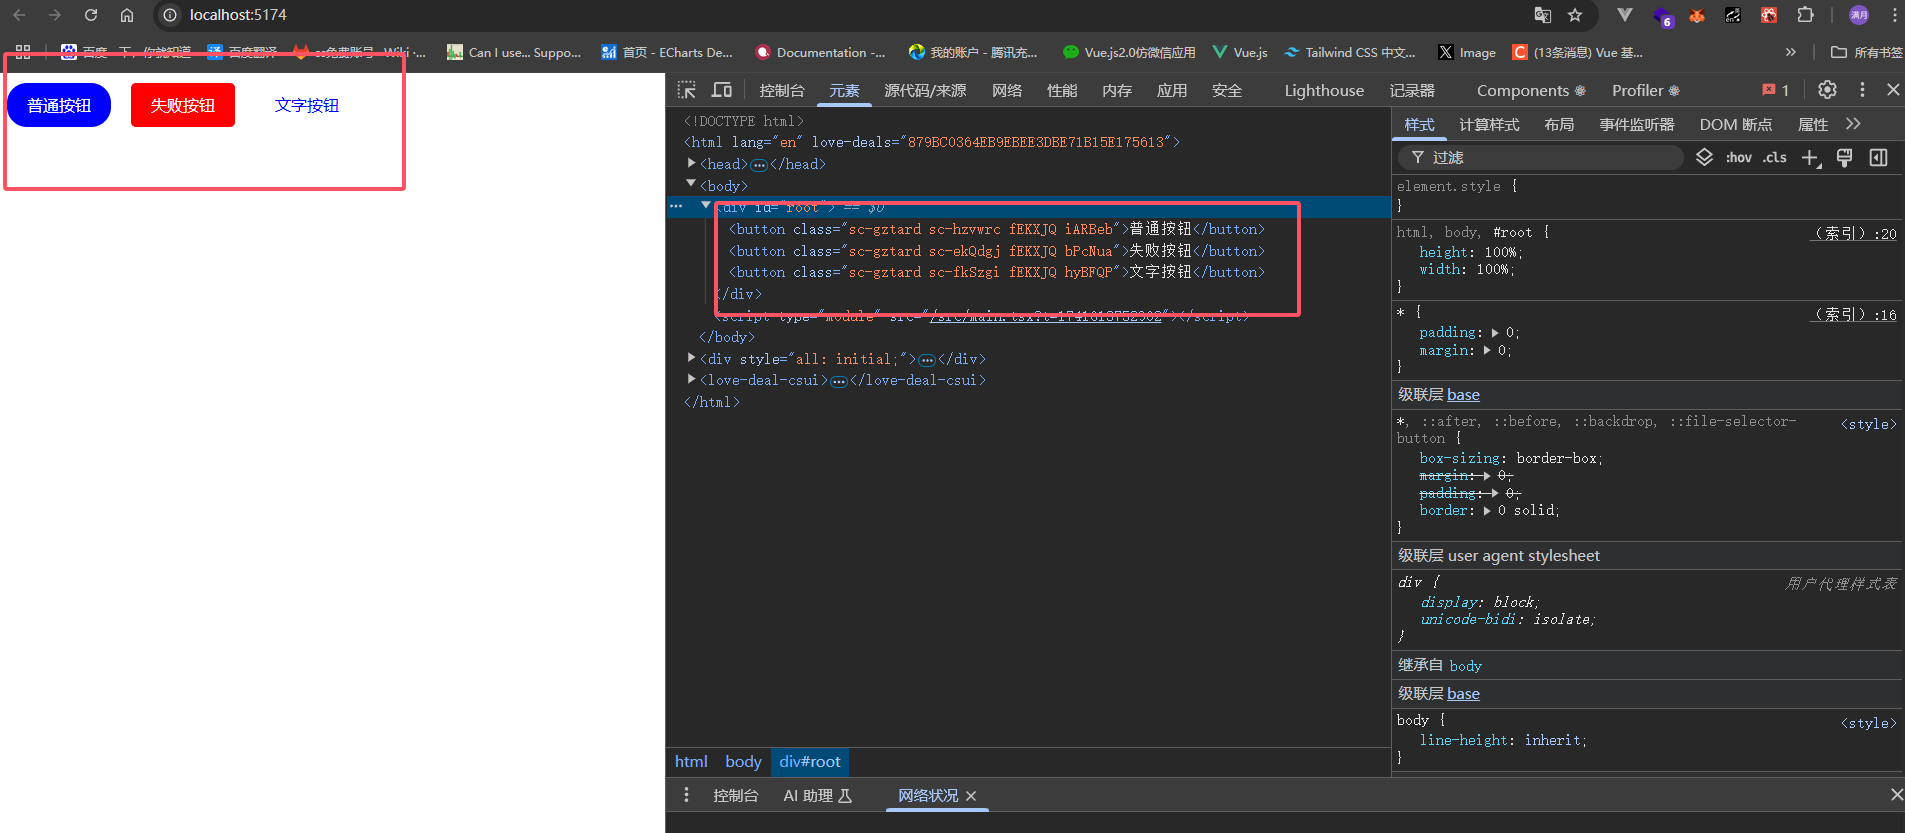 localhost:5174
6
满月
百度一下，你就知道
百度翻译
Wiki ·...
Can I use... Suppo...
首页 - ECharts De...
Documentation -...
我的账户 - 腾讯充...
Vue.js2.0仿微信应用
Vue.js
Tailwind CSS 中文...
Image
(13条消息) Vue 基...
所有书签
普通按钮
失败按钮
文字按钮
控制台 元素 源代码/来源 网络 性能 内存 应用 安全 Lighthouse 记录器 Components Profiler 1
<!DOCTYPE html>
<html lang="en" love-deals="879BC0364EB9EBEE3DBE71B15E175613">
<head>…</head>
<body>
<div id="root"> == $0
<button class="sc-gztard sc-hzvwrc fEKXJQ iARBeb">普通按钮</button>
<button class="sc-gztard sc-ekQdgj fEKXJQ bPcNua">失败按钮</button>
<button class="sc-gztard sc-fkSzgi fEKXJQ hyBFQP">文字按钮</button>
</div>
<script type="module" src="/src/main.tsx?t=1741613752902"></script>
</body>
<div style="all: initial;">…</div>
<love-deal-csui>…</love-deal-csui>
</html>
html body div#root
控制台 AI 助理 网络状况
样式 计算样式 布局 事件监听器 DOM 断点 属性
过滤
:hov .cls
element.style {
}
html, body, #root { （索引）:20
height: 100%;
width: 100%;
}
* { （索引）:16
padding: 0;
margin: 0;
}
级联层 base
*, ::after, ::before, ::backdrop, ::file-selector-
button { <style>
box-sizing: border-box;
margin: 0;
padding: 0;
border: 0 solid;
}
级联层 user agent stylesheet
div { 用户代理样式表
display: block;
unicode-bidi: isolate;
}
继承自 body
级联层 base
body { <style>
line-height: inherit;
}